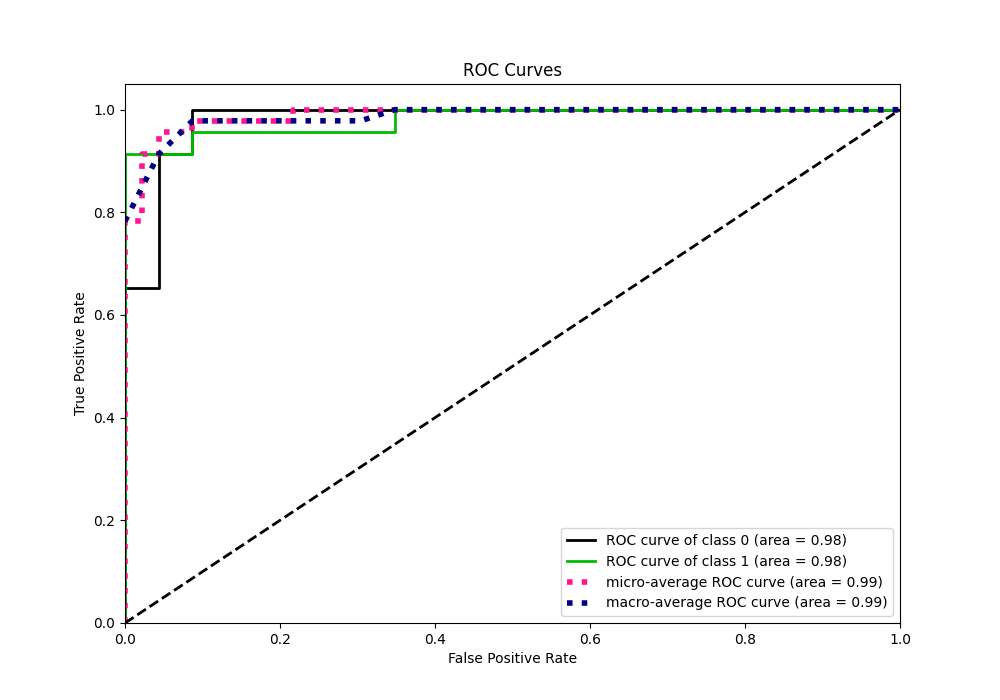 ROC Curves
True Positive Rate
1.0
0.8
0.6
0.4
0.2
0.0
0.0 0.2 0.4 0.6 0.8 1.0
False Positive Rate
ROC curve of class 0 (area = 0.98)
ROC curve of class 1 (area = 0.98)
micro-average ROC curve (area = 0.99)
macro-average ROC curve (area = 0.99)